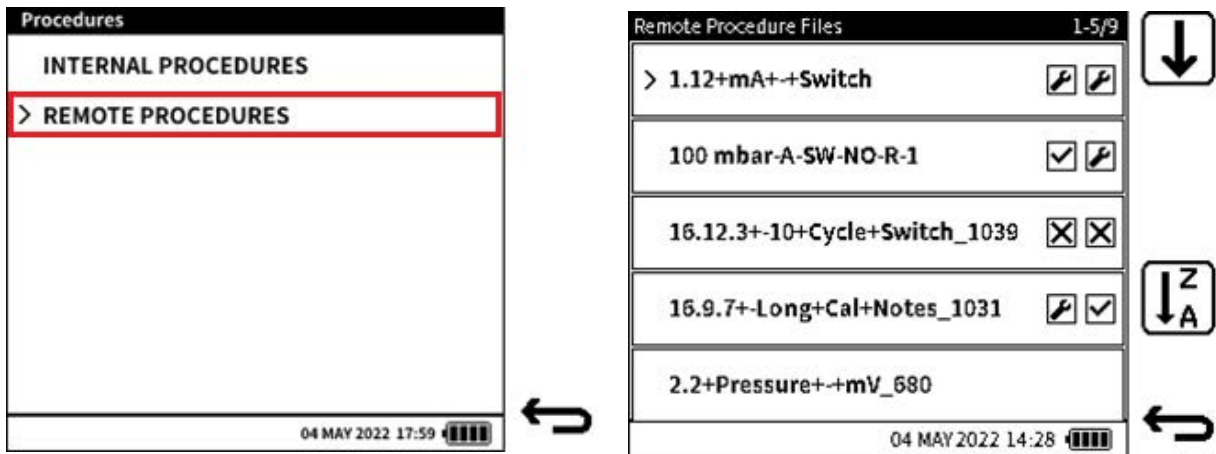 Procedures
INTERNAL PROCEDURES
> REMOTE PROCEDURES
04 MAY 2022 17:59
Remote Procedure Files 1-5/9
> 1.12+mA+-+Switch
100 mbar-A-SW-NO-R-1
16.12.3+-10+Cycle+Switch_1039
16.9.7+-Long+Cal+Notes_1031
2.2+Pressure+-+mV_680
04 MAY 2022 14:28
Z
A